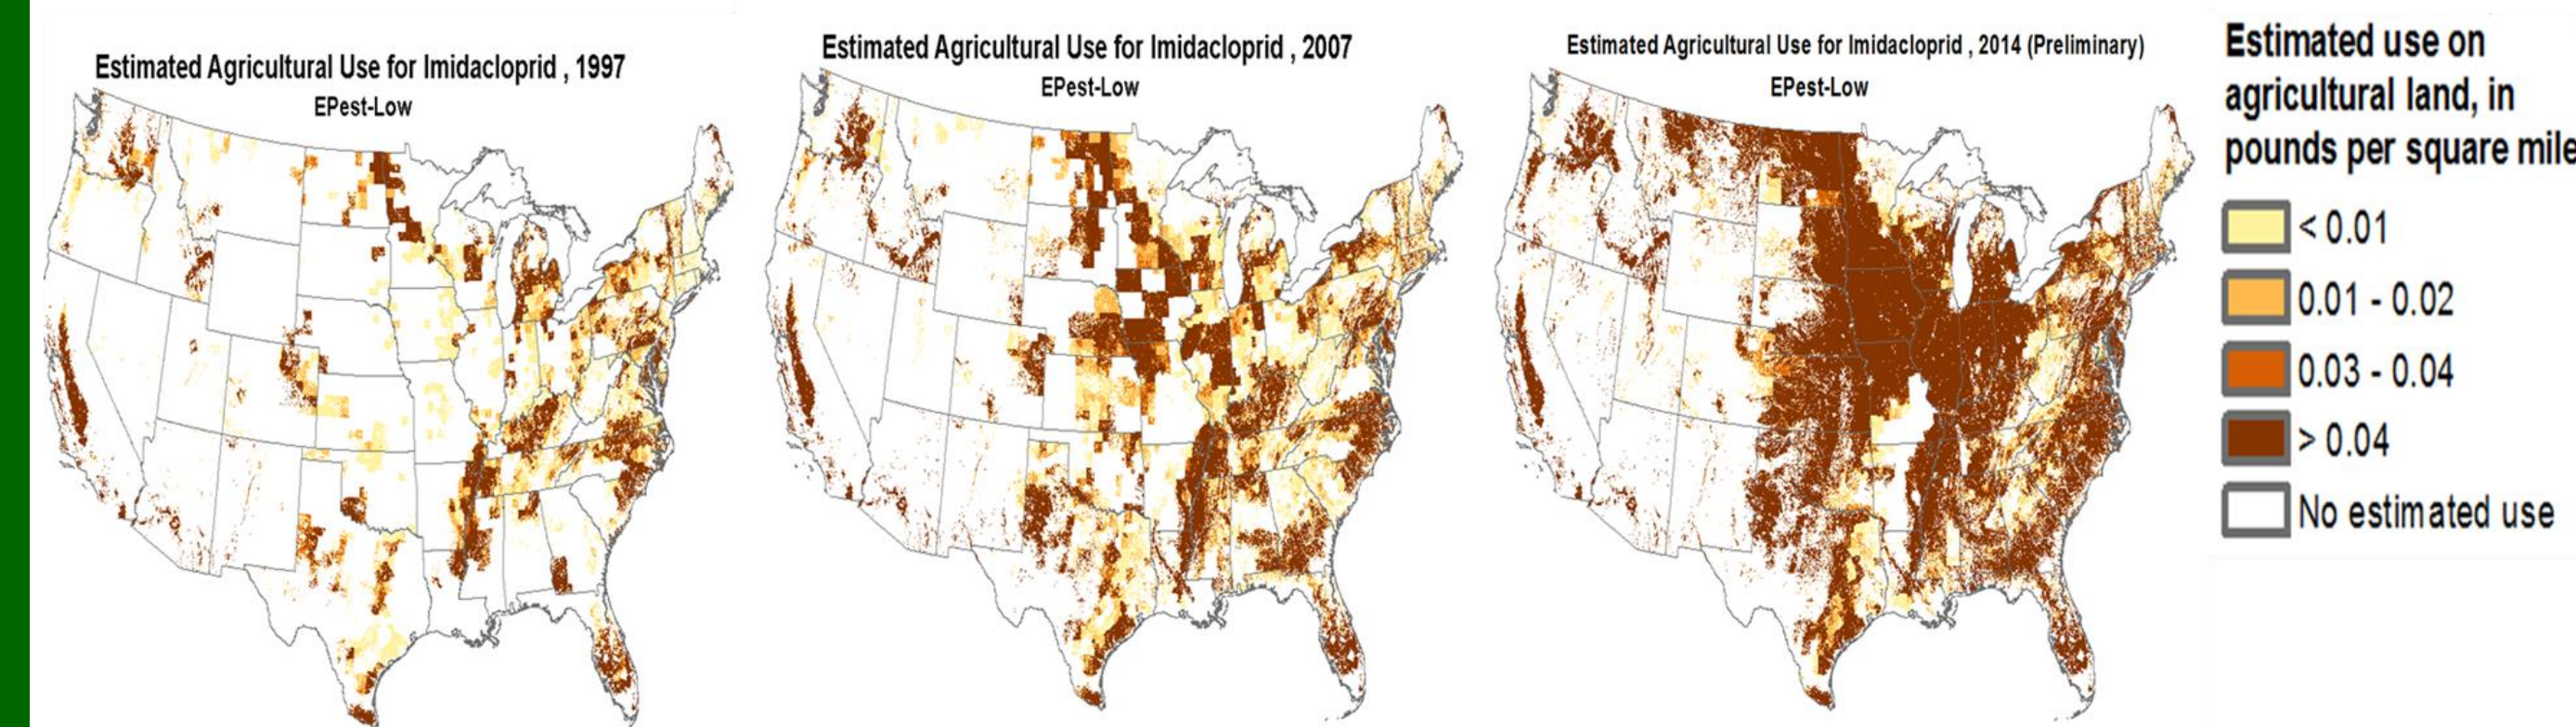 Estimated Agricultural Use for Imidacloprid , 1997
EPest-Low
Estimated Agricultural Use for Imidacloprid , 2007
EPest-Low
Estimated Agricultural Use for Imidacloprid , 2014 (Preliminary)
EPest-Low
Estimated use on
agricultural land, in
pounds per square mile
< 0.01
0.01 - 0.02
0.03 - 0.04
> 0.04
No estimated use